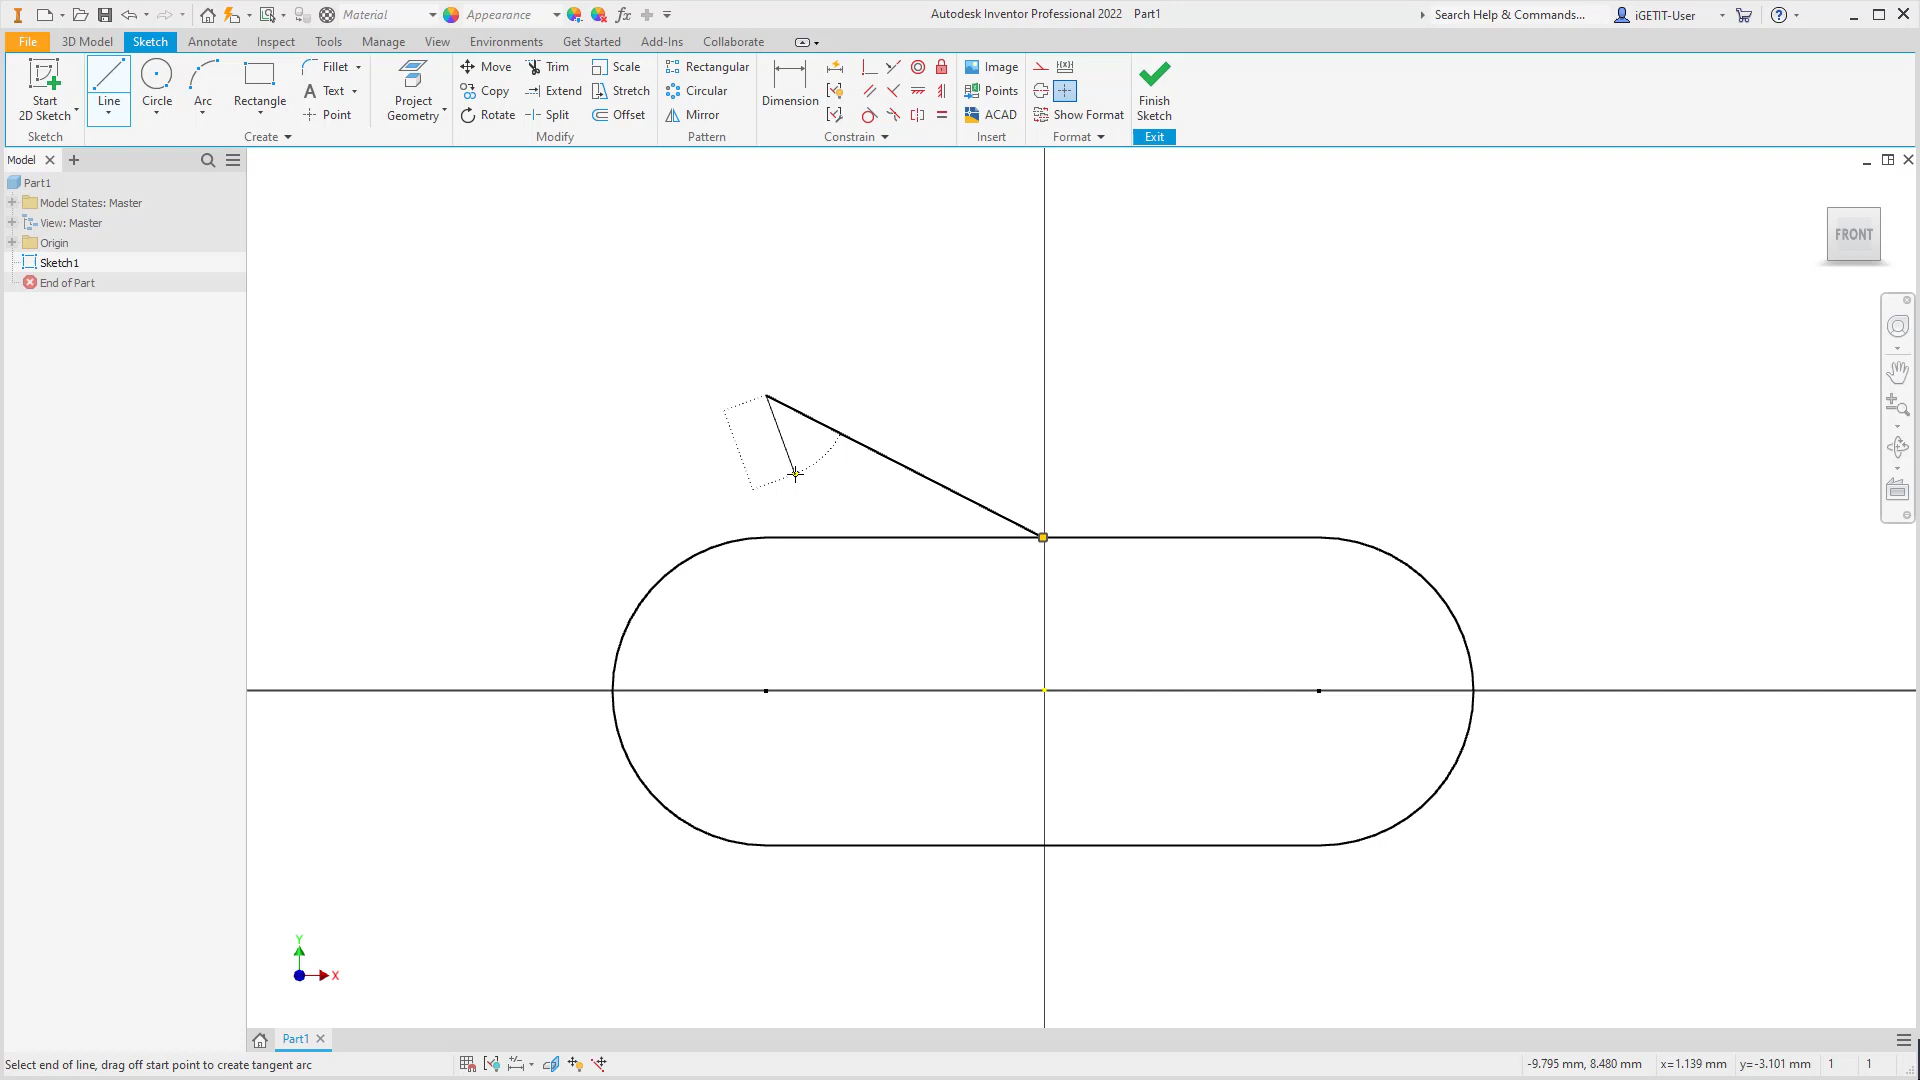 Material
Appearance
fx
Autodesk Inventor Professional 2022 Part1
Search Help & Commands...
iGETIT-User
File 3D Model Sketch Annotate Inspect Tools Manage View Environments Get Started Add-Ins Collaborate
Start
2D Sketch
Line
Circle
Arc
Rectangle
Fillet
Text
Point
Project
Geometry
Move
Copy
Rotate
Trim
Extend
Split
Scale
Stretch
Offset
Rectangular
Circular
Mirror
Dimension
Image
Points
ACAD
Show Format
Finish
Sketch
Sketch Create Modify Pattern Constrain Insert Format Exit
Model
Part1
Model States: Master
View: Master
Origin
Sketch1
End of Part
FRONT
Y
X
Part1
Select end of line, drag off start point to create tangent arc
-9.795 mm, 8.480 mm x=1.139 mm y=-3.101 mm 1 1